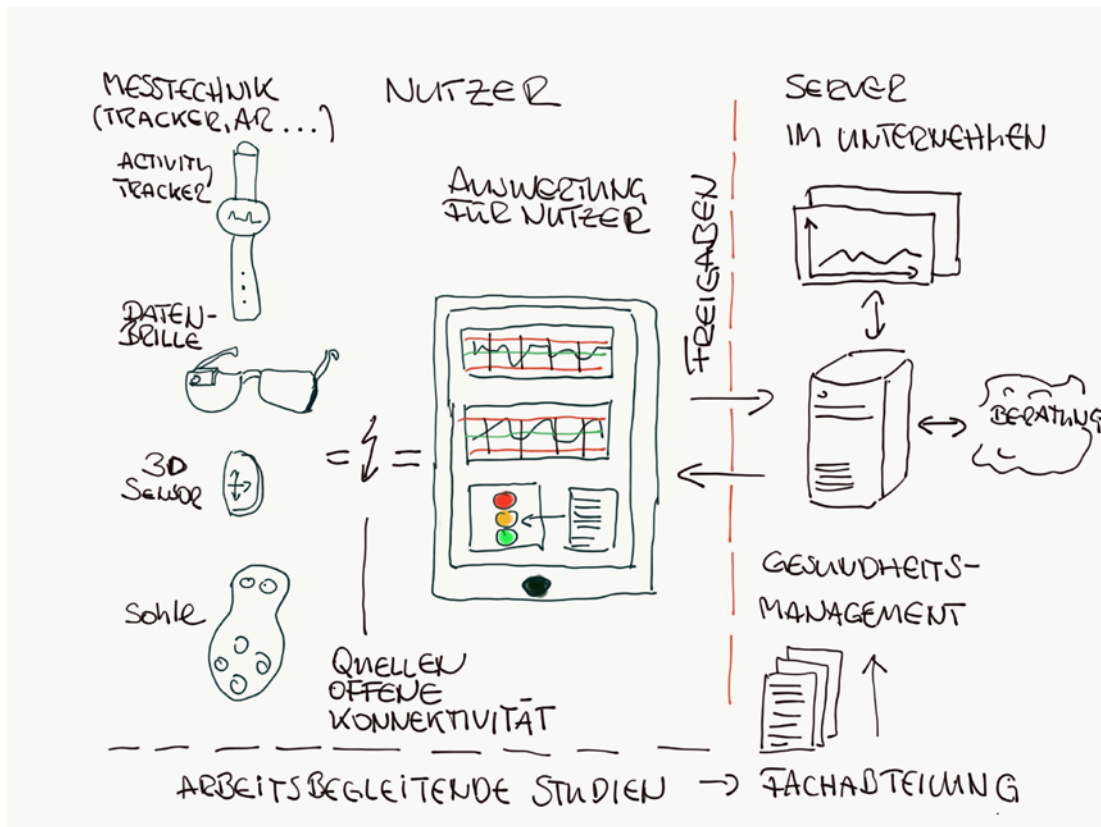 MESSTECHNIK
(TRACKER, AR ...)
ACTIVITY
TRACKER
DATEN-
BRILLE
3D
SENSOR
Sohle
NUTZER
AUSWERTUNG
FÜR NUTZER
QUELLEN
OFFENE
KONNEKTIVITÄT
FREIGABEN
SERVER
IM UNTERNEHMEN
BERATUNG
GESUNDHEITS-
MANAGEMENT
ARBEITSBEGLEITENDE STUDIEN → FACHABTEILUNG